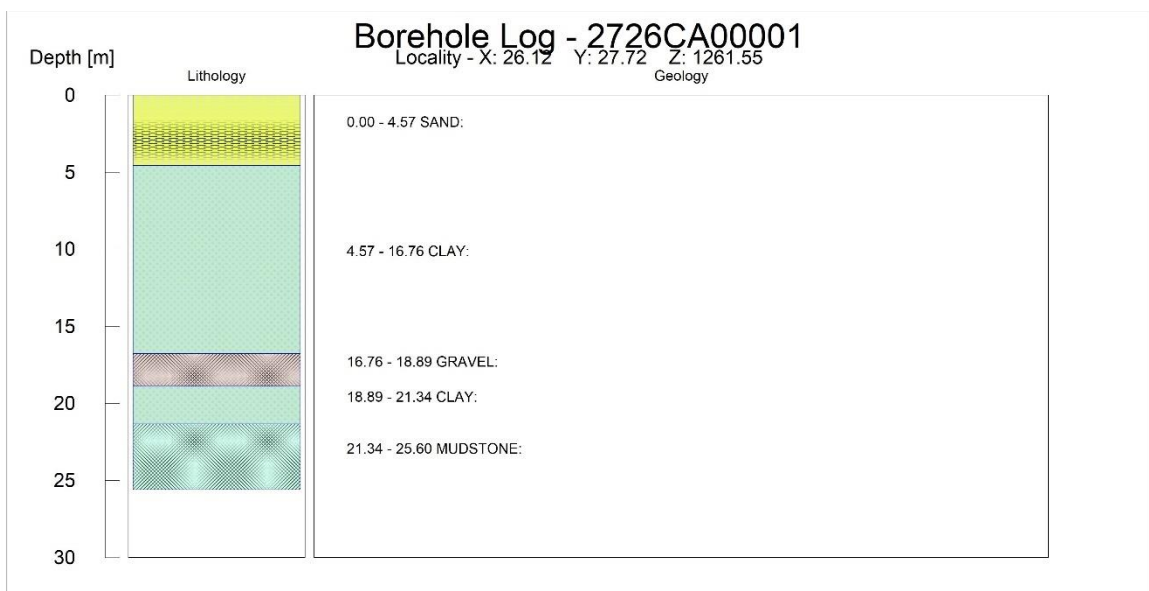 Borehole Log - 2726CA00001
Locality - X: 26.12 Y: 27.72 Z: 1261.55
Depth [m]
Lithology
Geology
0
0.00 - 4.57 SAND:
5
10
4.57 - 16.76 CLAY:
15
16.76 - 18.89 GRAVEL:
18.89 - 21.34 CLAY:
20
21.34 - 25.60 MUDSTONE:
25
30